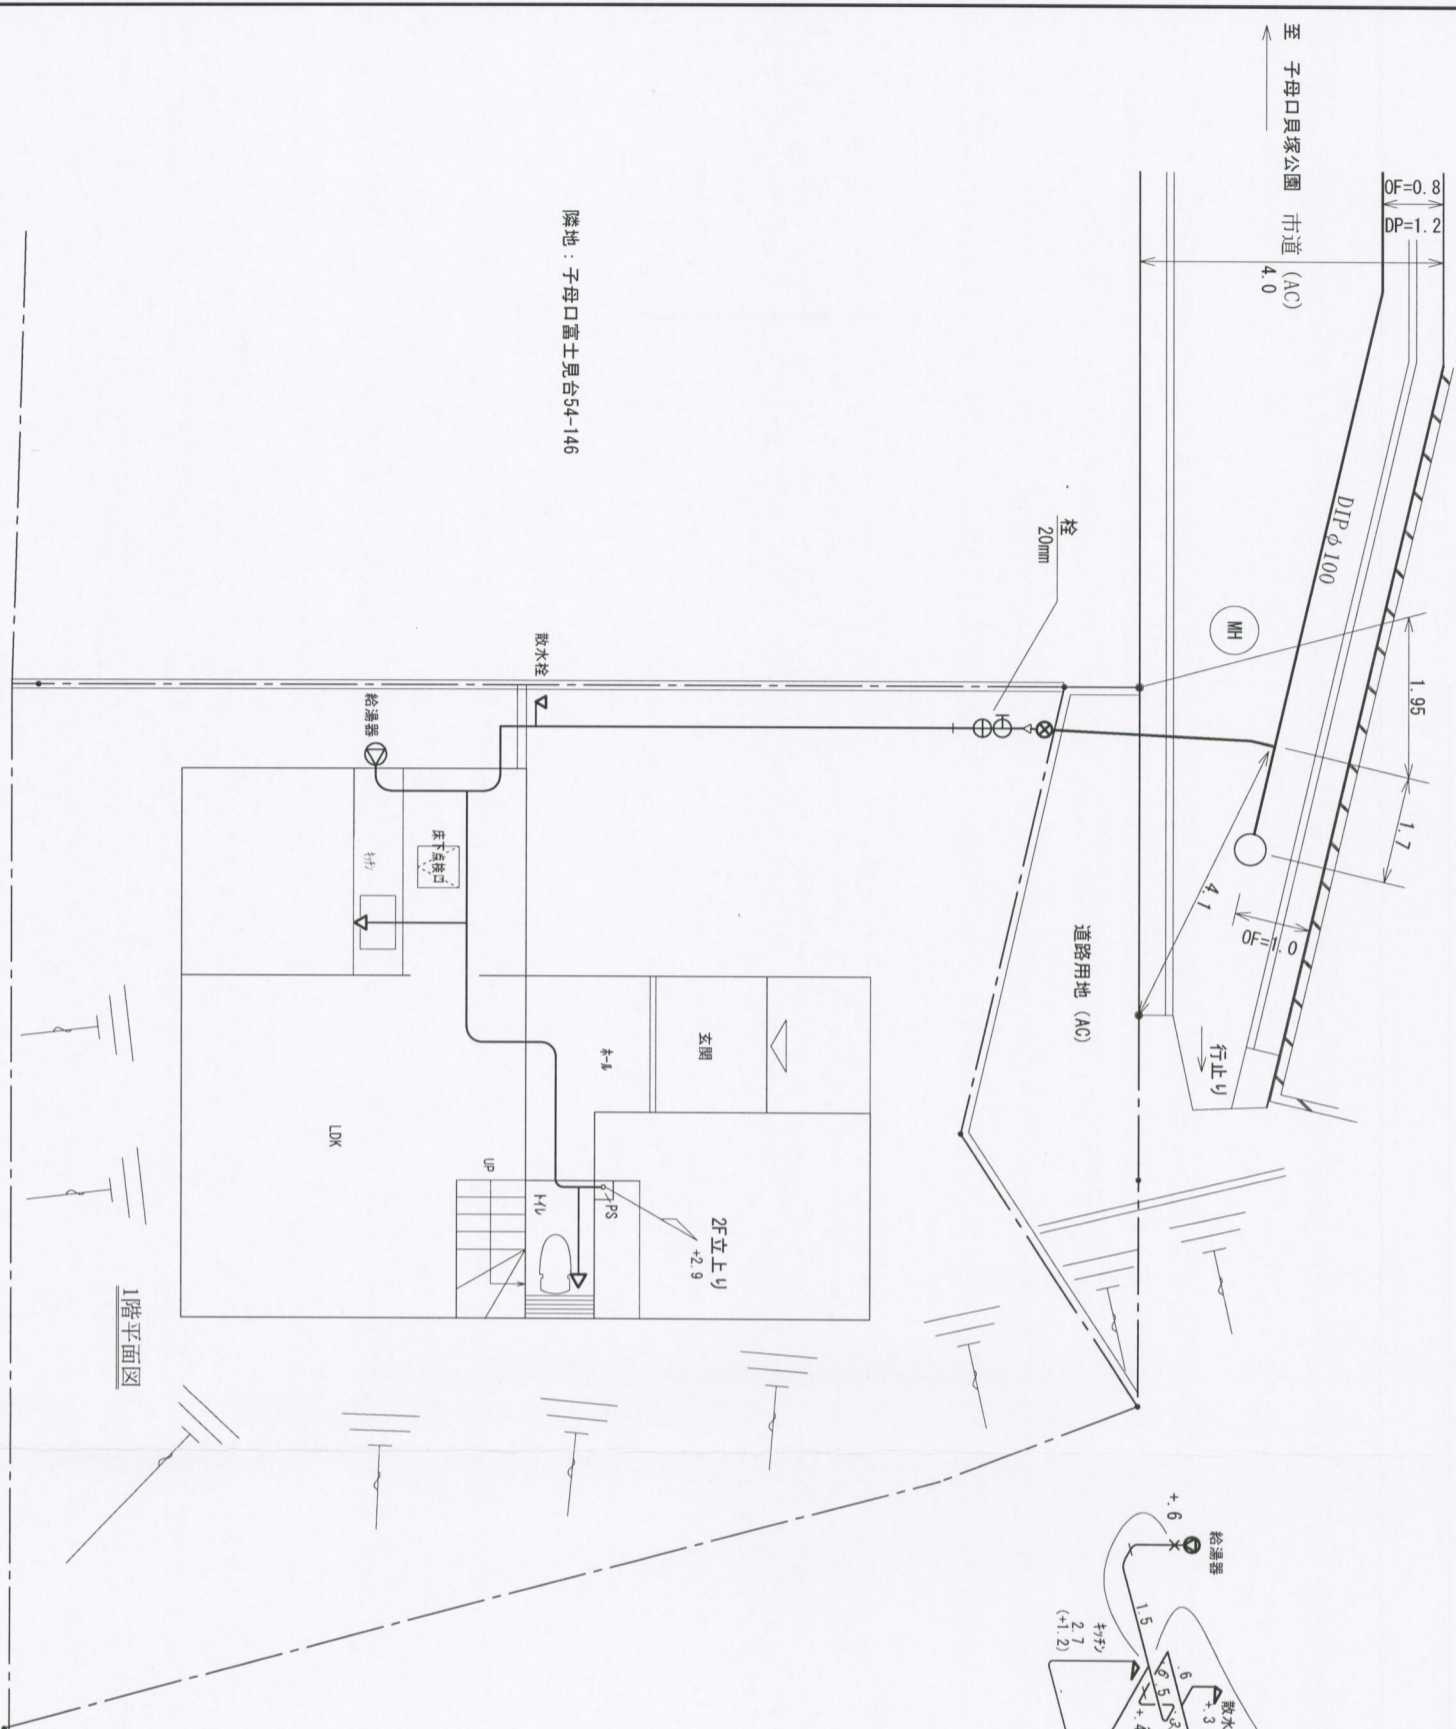 至 子母口貝塚公園 市道 (AC)
4.0
OF=0.8
DP=1.2
DIPφ100
MH
1.95
1.7
4.1
OF=1.0
行止り
道路用地 (AC)
隣地：子母口富士見台54-146
栓
20mm
散水栓
給湯器
床下点検口
ｷｯﾁﾝ
玄関
ﾎｰﾙ
LDK
UP
ﾄｲﾚ
PS
2F立上り
+2.9
1階平面図
給湯器
+.6
1.5
ｷｯﾁﾝ
2.7
(+1.2)
.6
.5
.6
散水
+.3